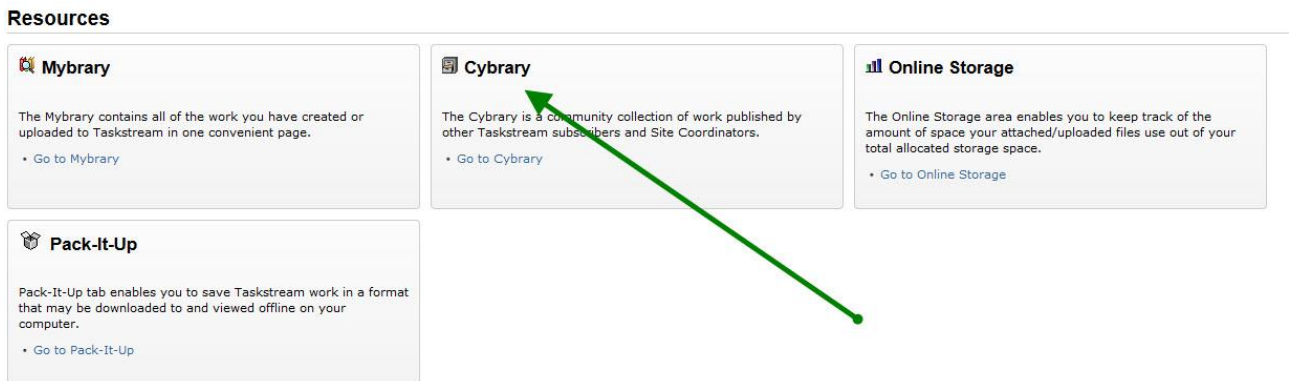 Resources
Mybrary
The Mybrary contains all of the work you have created or
uploaded to Taskstream in one convenient page.
• Go to Mybrary
Cybrary
The Cybrary is a community collection of work published by
other Taskstream subscribers and Site Coordinators.
• Go to Cybrary
Online Storage
The Online Storage area enables you to keep track of the
amount of space your attached/uploaded files use out of your
total allocated storage space.
• Go to Online Storage
Pack-It-Up
Pack-It-Up tab enables you to save Taskstream work in a format
that may be downloaded to and viewed offline on your
computer.
• Go to Pack-It-Up